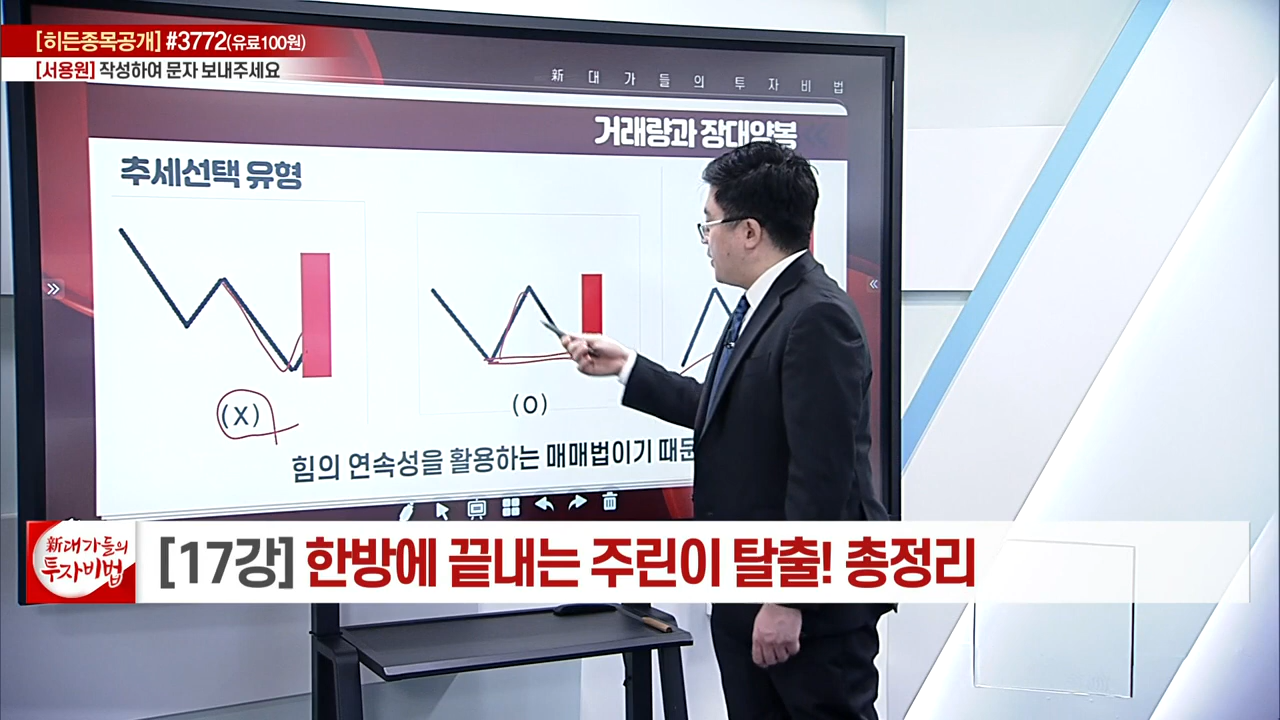 [히든종목공개] #3772(유료100원)
[서용원] 작성하여 문자 보내주세요
新 대가들의 투자비법
거래량과 장대양봉
추세선택 유형
(X)
(O)
힘의 연속성을 활용하는 매매법이기
新대가들의
투자비법
[17강] 한방에 끝내는 주린이 탈출! 총정리